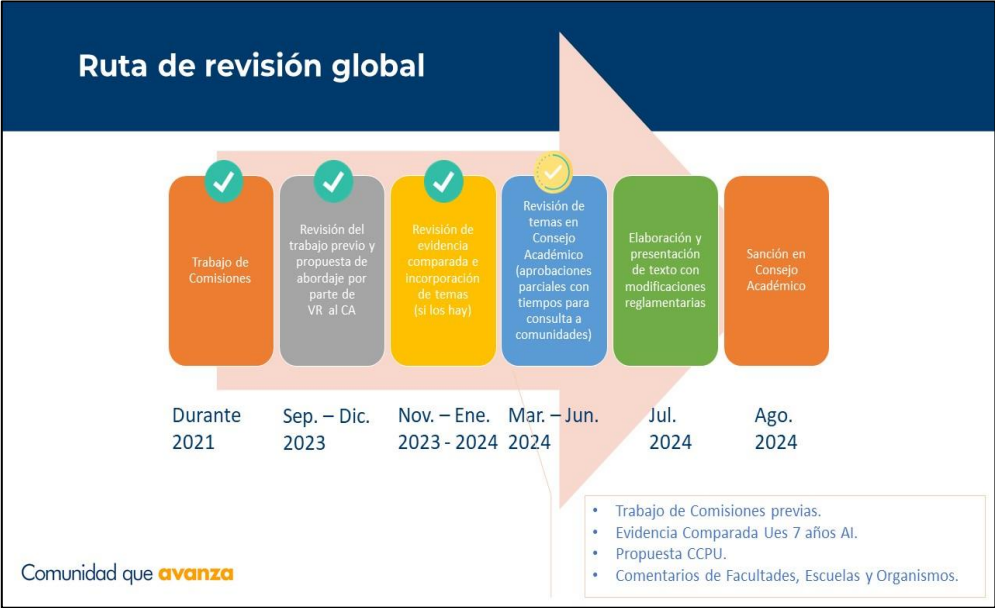 Ruta de revisión global
Trabajo de
Comisiones
Revisión del
trabajo previo y
propuesta de
abordaje por
parte de
VR al CA
Revisión de
evidencia
comparada e
incorporación
de temas
(si los hay)
Revisión de
temas en
Consejo
Académico
(aprobaciones
parciales con
tiempos para
consulta a
comunidades)
Elaboración y
presentación
de texto con
modificaciones
reglamentarias
Sanción en
Consejo
Académico
Durante
2021
Sep. – Dic.
2023
Nov. – Ene.
2023 - 2024
Mar. – Jun.
2024
Jul.
2024
Ago.
2024
• Trabajo de Comisiones previas.
• Evidencia Comparada Ues 7 años AI.
• Propuesta CCPU.
• Comentarios de Facultades, Escuelas y Organismos.
Comunidad que avanza